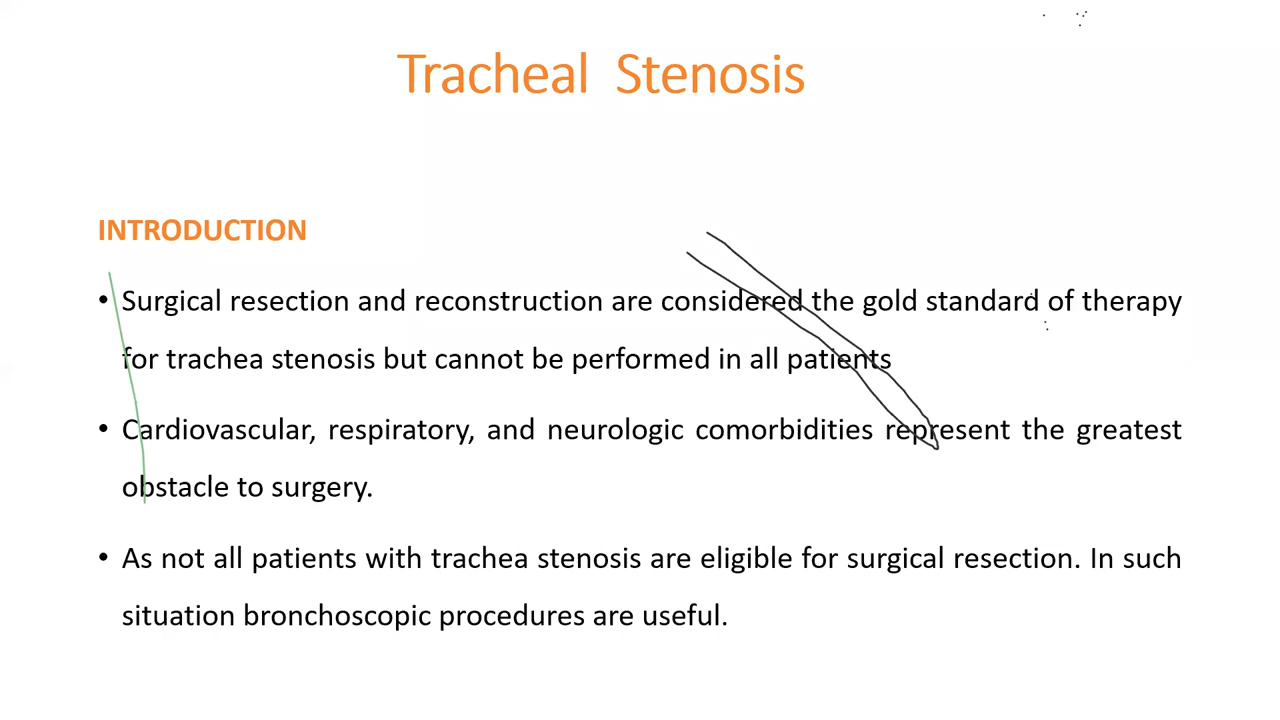 Tracheal Stenosis
INTRODUCTION
• Surgical resection and reconstruction are considered the gold standard of therapy
for trachea stenosis but cannot be performed in all patients
• Cardiovascular, respiratory, and neurologic comorbidities represent the greatest
obstacle to surgery.
• As not all patients with trachea stenosis are eligible for surgical resection. In such
situation bronchoscopic procedures are useful.